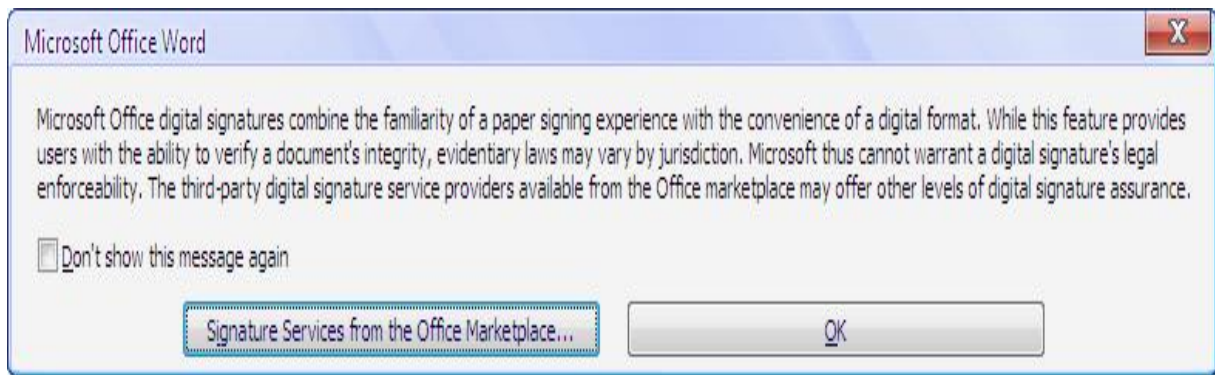 Microsoft Office Word
X
Microsoft Office digital signatures combine the familiarity of a paper signing experience with the convenience of a digital format. While this feature provides
users with the ability to verify a document's integrity, evidentiary laws may vary by jurisdiction. Microsoft thus cannot warrant a digital signature's legal
enforceability. The third-party digital signature service providers available from the Office marketplace may offer other levels of digital signature assurance.
Don't show this message again
Signature Services from the Office Marketplace...
OK